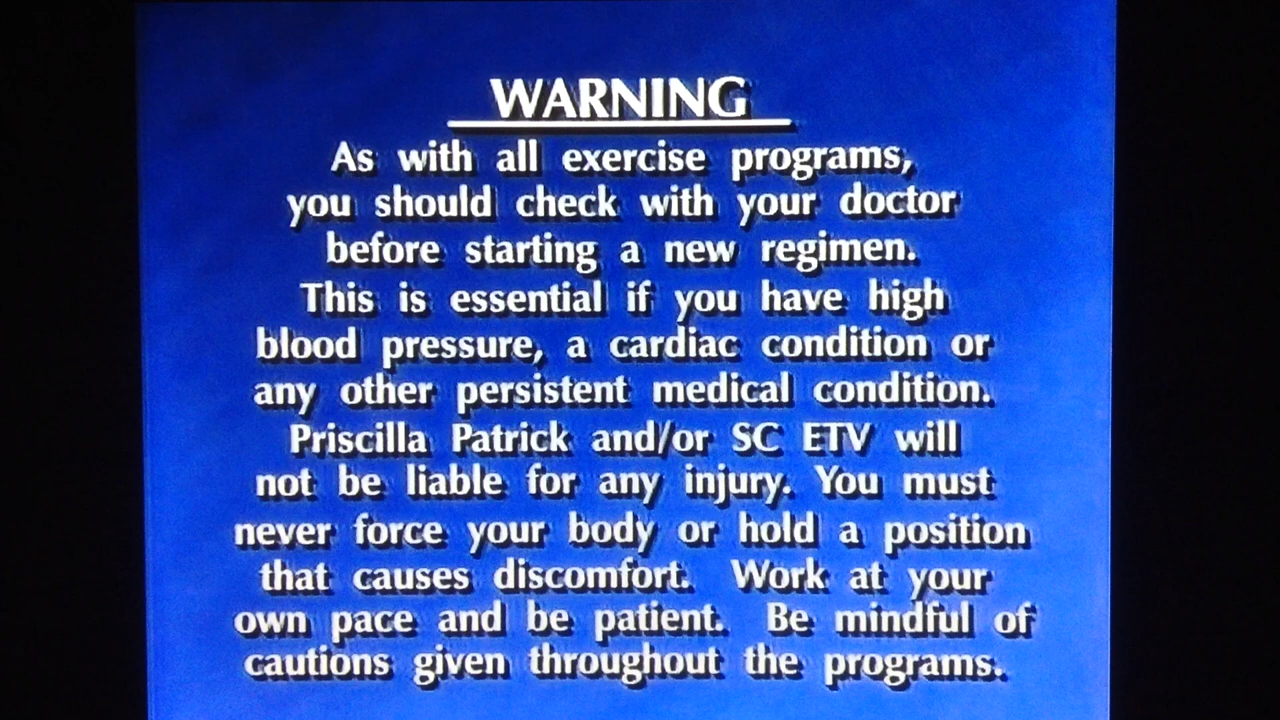 WARNING
As with all exercise programs,
you should check with your doctor
before starting a new regimen.
This is essential if you have high
blood pressure, a cardiac condition or
any other persistent medical condition.
Priscilla Patrick and/or SC ETV will
not be liable for any injury. You must
never force your body or hold a position
that causes discomfort. Work at your
own pace and be patient. Be mindful of
cautions given throughout the programs.